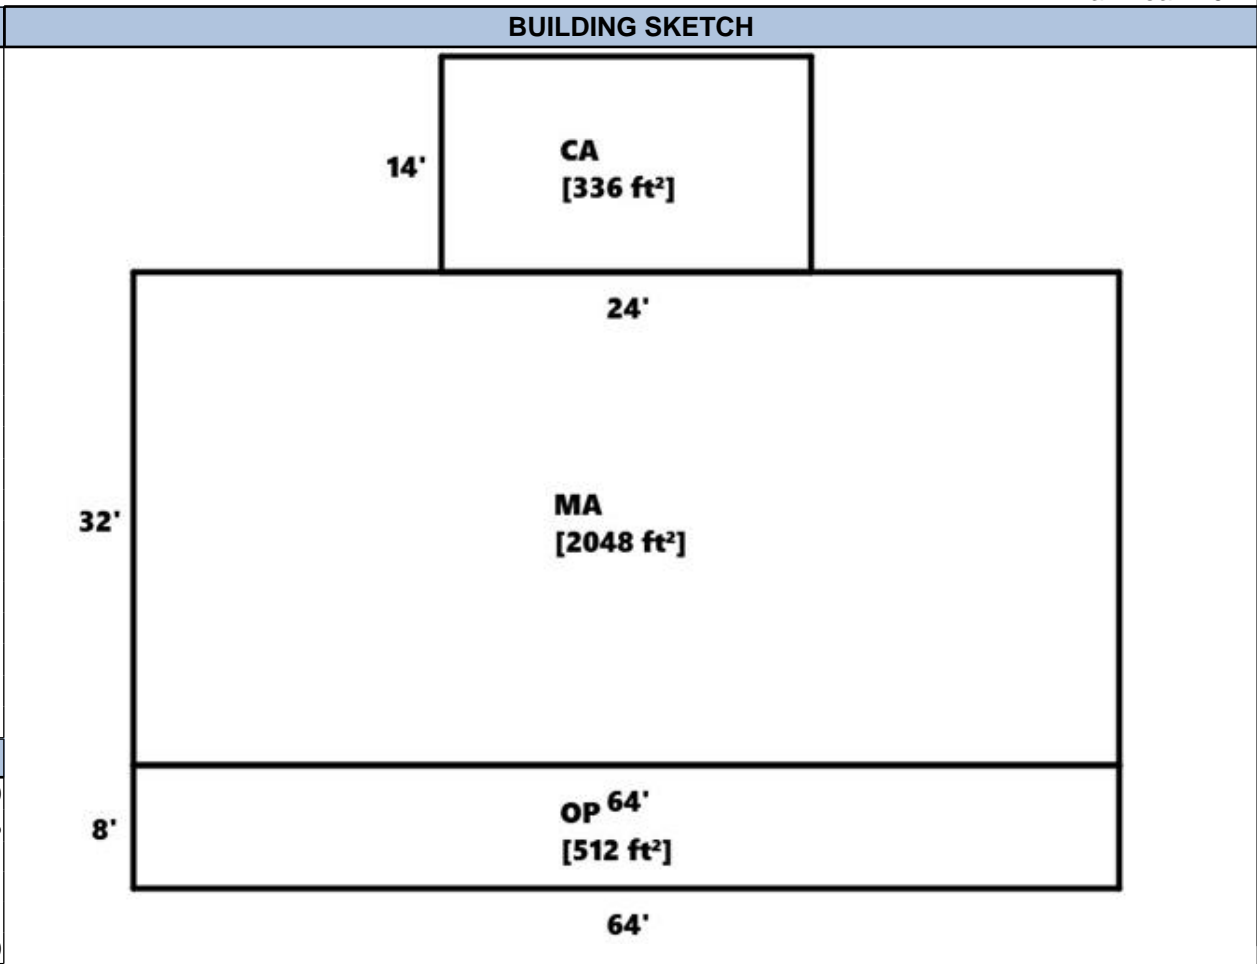 BUILDING SKETCH
14'
CA
[336 ft²]
24'
32'
MA
[2048 ft²]
8'
OP 64'
[512 ft²]
64'